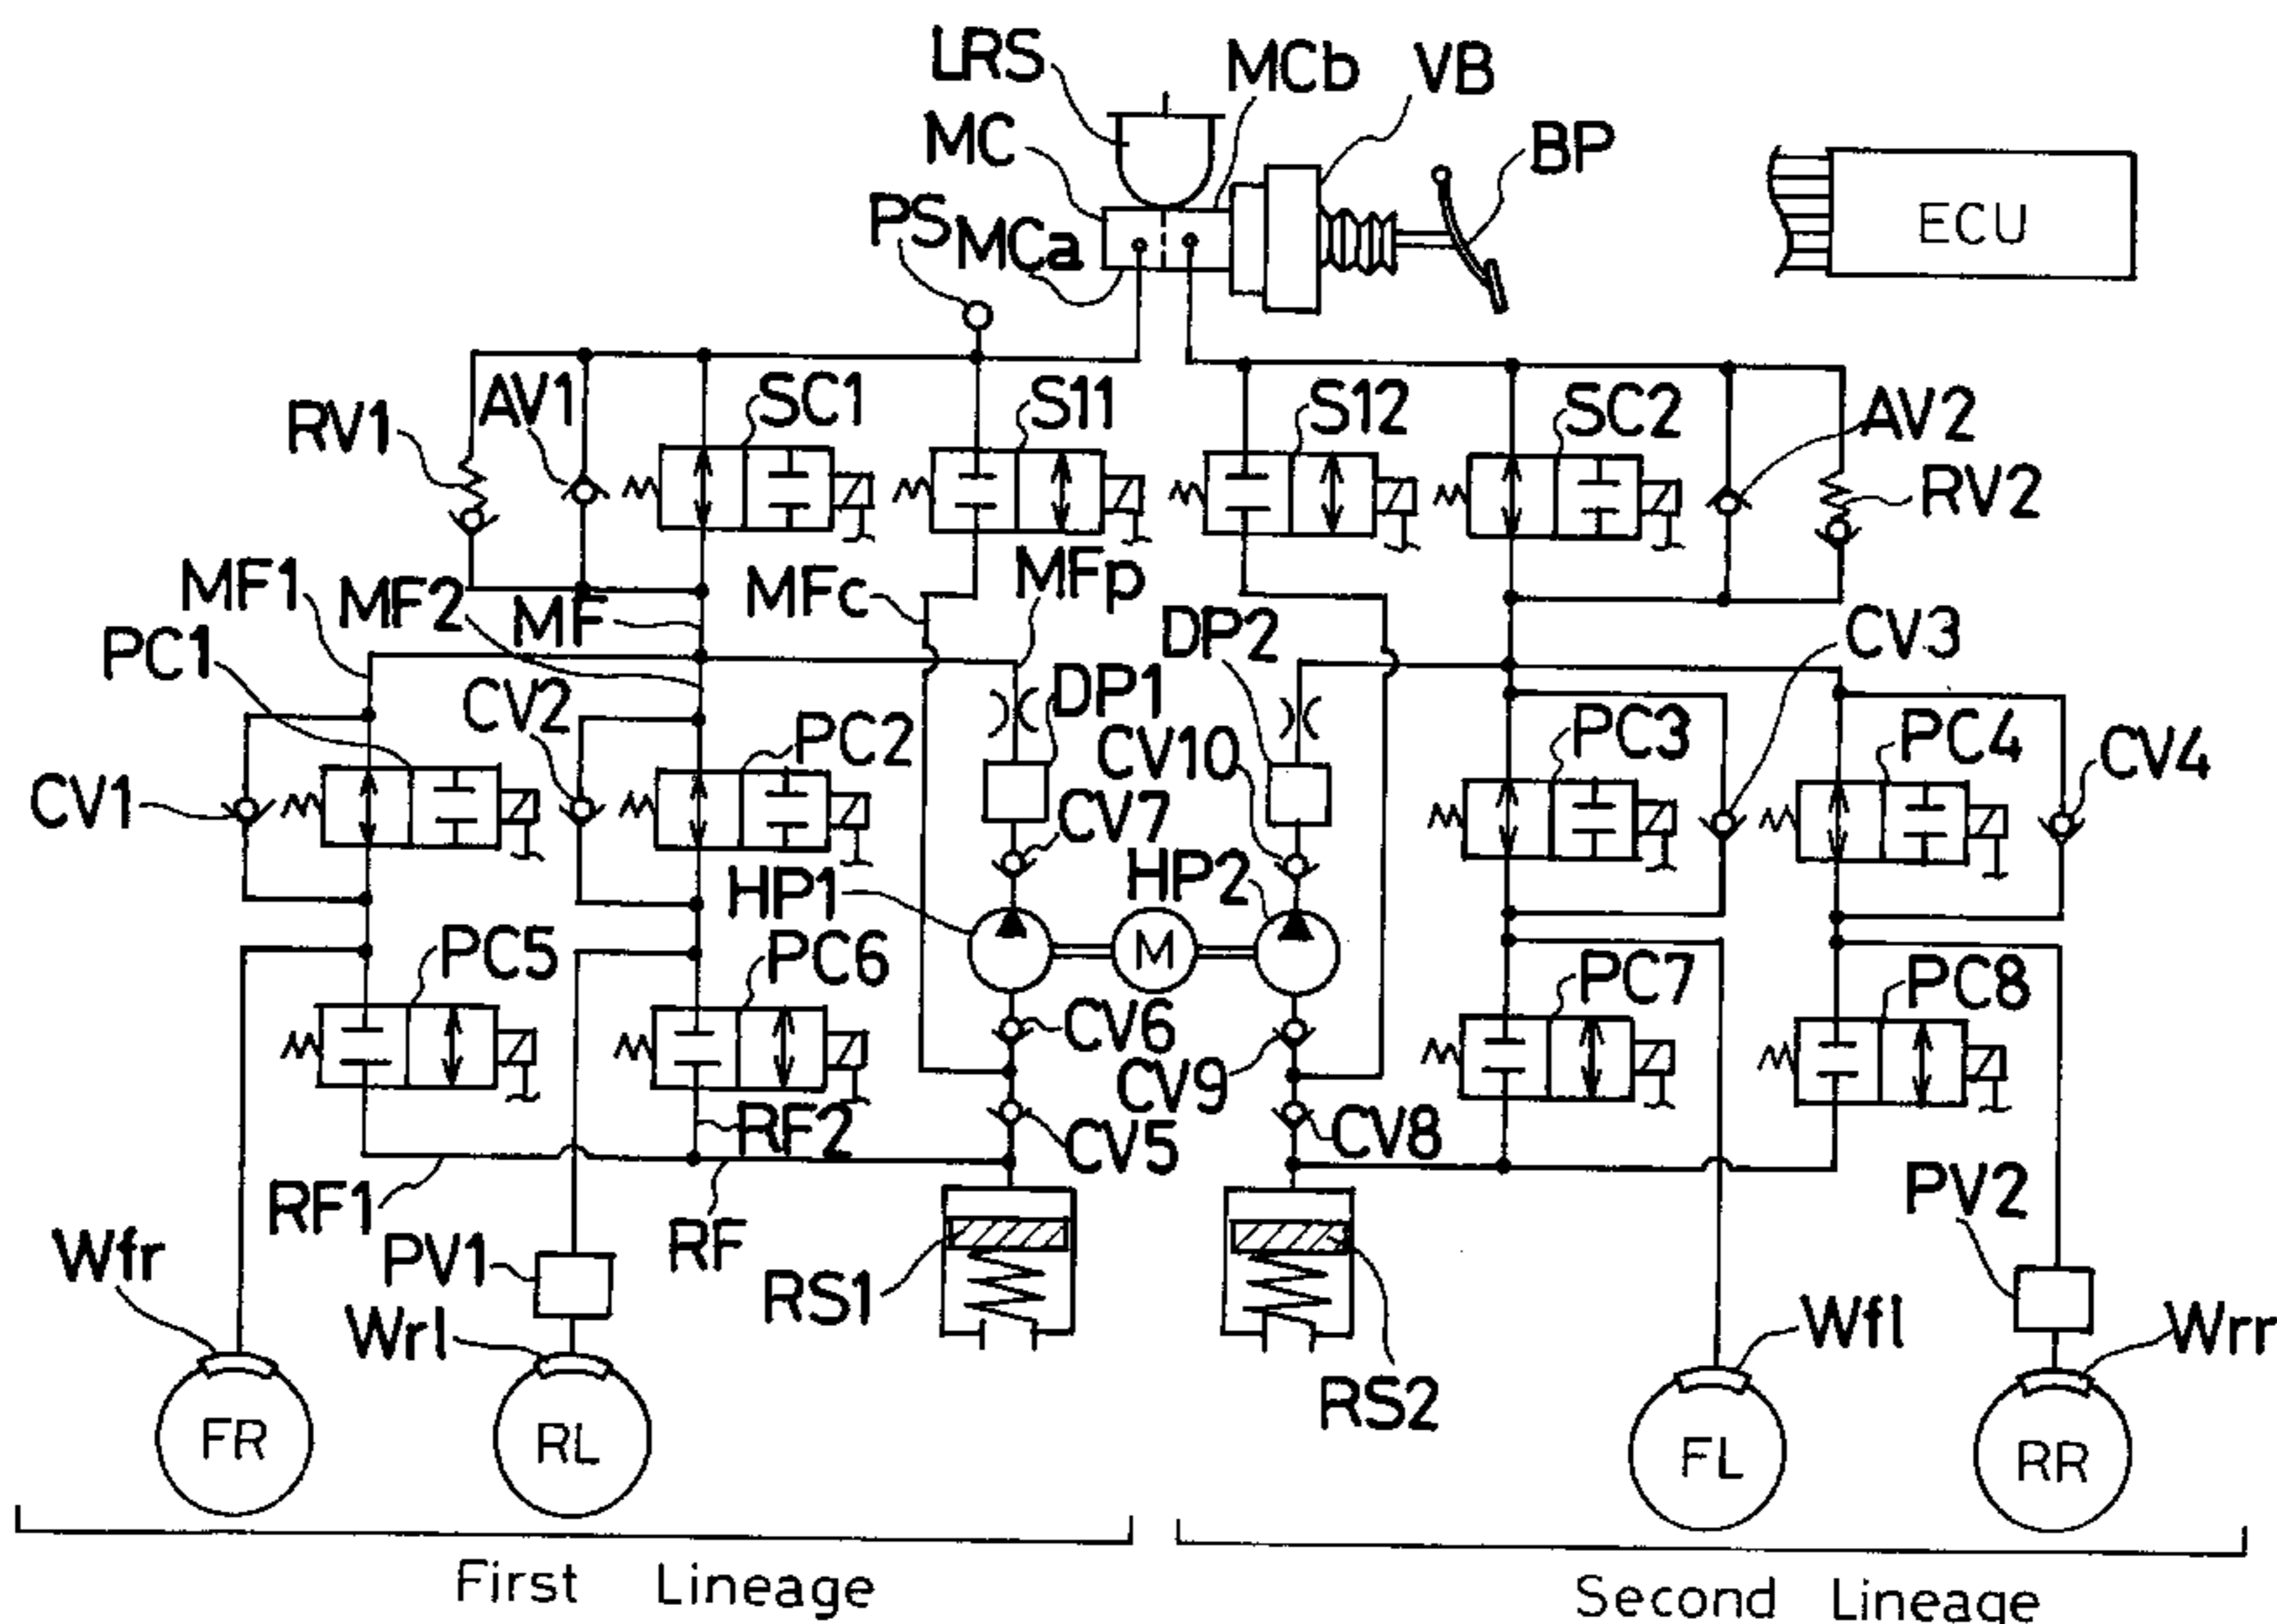 LRS
MCb
VB
MC
BP
PS
MCa
ECU
RV1
AV1
SC1
S11
S12
SC2
AV2
RV2
MF1
MF2
MF
MFc
MFp
DP2
CV3
PC1
CV2
PC2
DP1
CV10
PC3
PC4
CV4
CV1
CV7
HP1
HP2
M
PC5
PC6
CV6
CV9
PC7
PC8
RF2
CV5
CV8
RF1
RF
PV2
Wfr
PV1
RS1
Wrl
RS2
Wfl
Wrr
FR
RL
FL
RR
First Lineage
Second Lineage